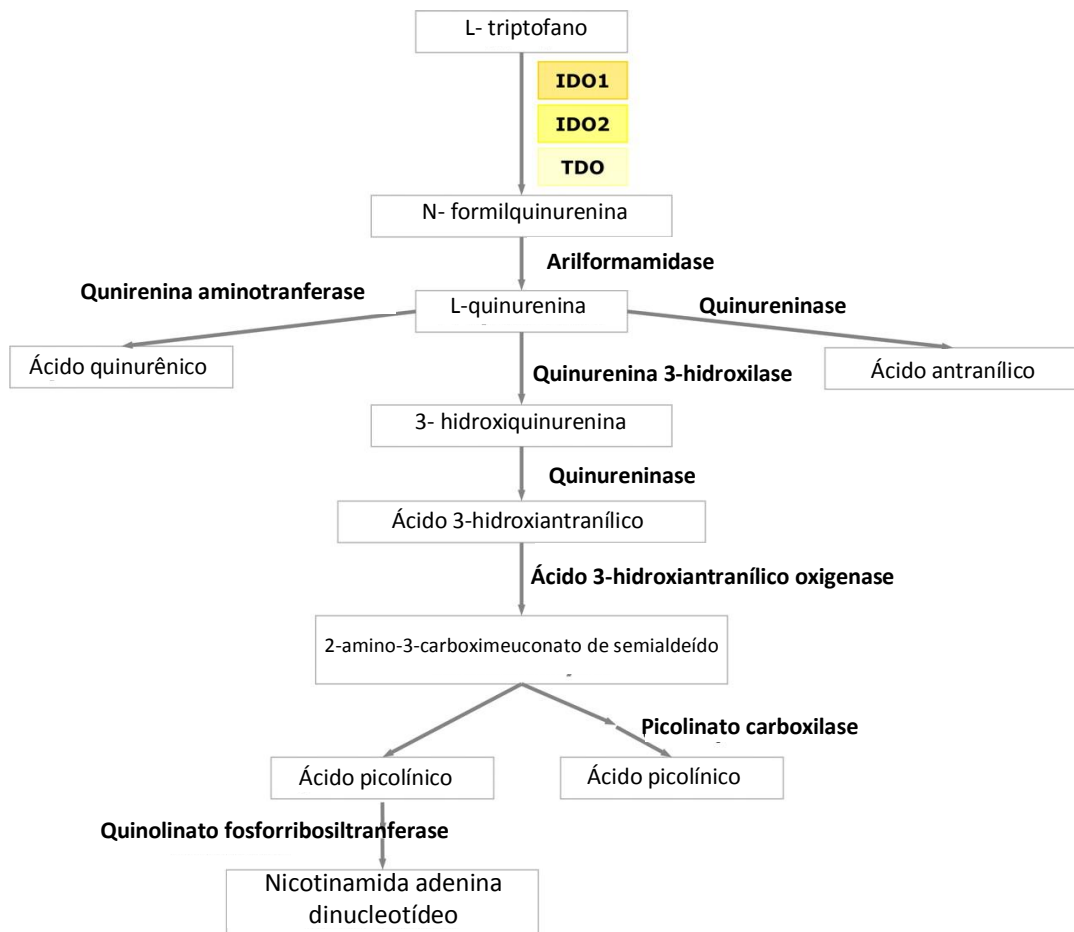 L- triptofano
IDO1
IDO2
TDO
N- formilquinurenina
Arilformamidase
Qunirenina aminotranferase
L-quinurenina
Quinureninase
Ácido quinurênico
Quinurenina 3-hidroxilase
Ácido antranílico
3- hidroxiquinurenina
Quinureninase
Ácido 3-hidroxiantranílico
Ácido 3-hidroxiantranílico oxigenase
2-amino-3-carboximeuconato de semialdeído
Picolinato carboxilase
Ácido picolínico
Ácido picolínico
Quinolinato fosforribosiltranferase
Nicotinamida adenina
dinucleotídeo